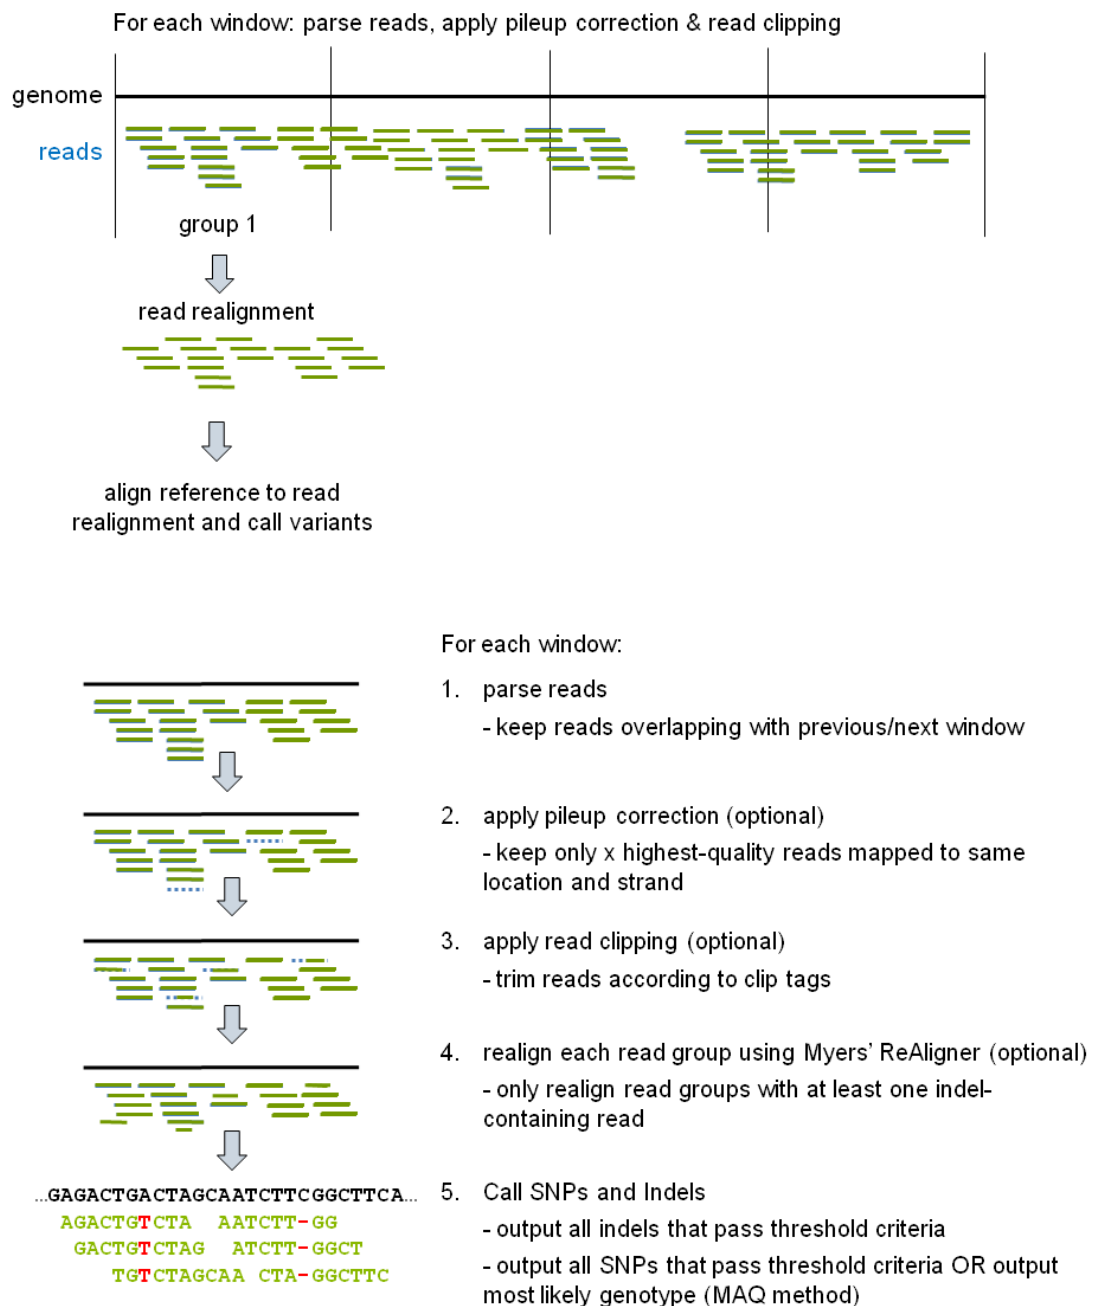 For each window: parse reads, apply pileup correction & read clipping
genome
reads
group 1
read realignment
align reference to read
realignment and call variants
For each window:
1. parse reads
- keep reads overlapping with previous/next window
2. apply pileup correction (optional)
- keep only x highest-quality reads mapped to same
location and strand
3. apply read clipping (optional)
- trim reads according to clip tags
4. realign each read group using Myers' ReAligner (optional)
- only realign read groups with at least one indel-
containing read
...GAGACTGACTAGCAATCTTCGGCTTCA...
AGACTGTCTA AATCTT-GG
GACTGTCTAG ATCTT-GGCT
TGTCTAGCAA CTA-GGCTTC
5. Call SNPs and Indels
- output all indels that pass threshold criteria
- output all SNPs that pass threshold criteria OR output
most likely genotype (MAQ method)